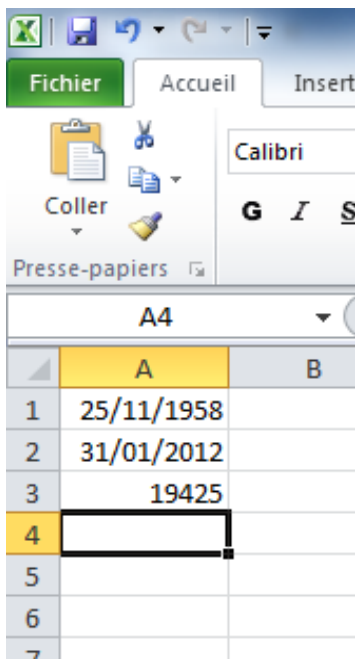 Fichier Accueil Insert
Calibri
Coller G I S
Presse-papiers
A4
A B
1 25/11/1958
2 31/01/2012
3 19425
4
5
6
7